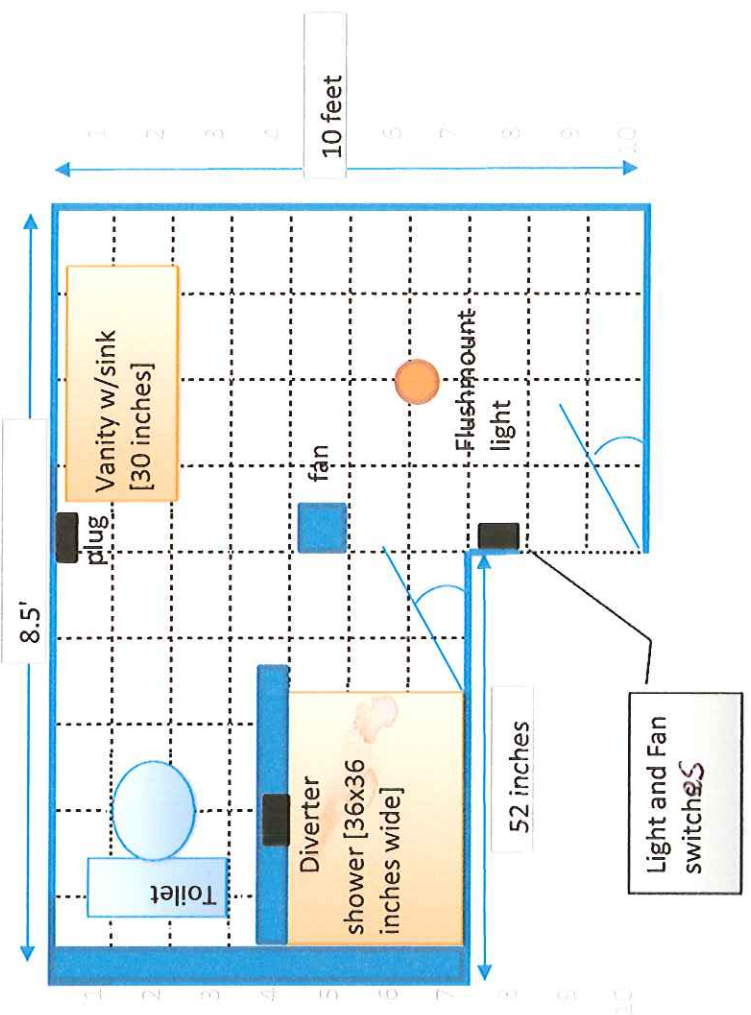 8.5'
10 feet
1
2
3
4
5
6
7
8
9
10
1
2
3
4
6
7
8
9
10
plug
Vanity w/sink
[30 inches]
Toilet
fan
Diverter
shower [36x36
inches wide]
Flushmount
light
52 inches
Light and Fan
switches